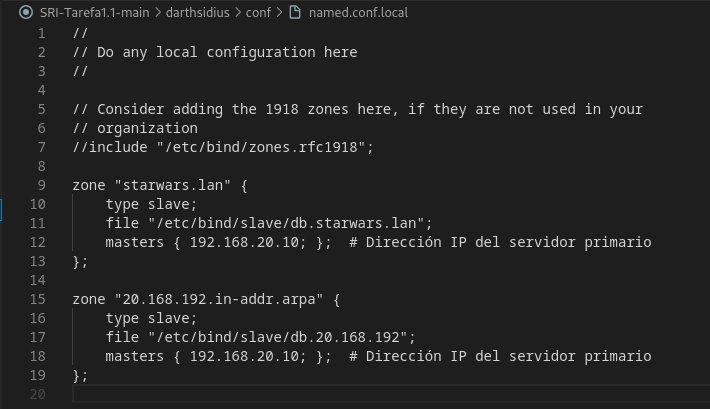 SRI-Tarefa1.1-main > darthsidius > conf > named.conf.local
1 //
2 // Do any local configuration here
3 //
4
5 // Consider adding the 1918 zones here, if they are not used in your
6 // organization
7 //include "/etc/bind/zones.rfc1918";
8
9 zone "starwars.lan" {
10     type slave;
11     file "/etc/bind/slave/db.starwars.lan";
12     masters { 192.168.20.10; };  # Dirección IP del servidor primario
13 };
14
15 zone "20.168.192.in-addr.arpa" {
16     type slave;
17     file "/etc/bind/slave/db.20.168.192";
18     masters { 192.168.20.10; };  # Dirección IP del servidor primario
19 };
20